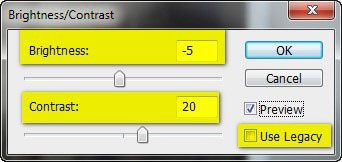 Brightness/Contrast
Brightness: -5
OK
Cancel
Contrast: 20
Preview
Use Legacy